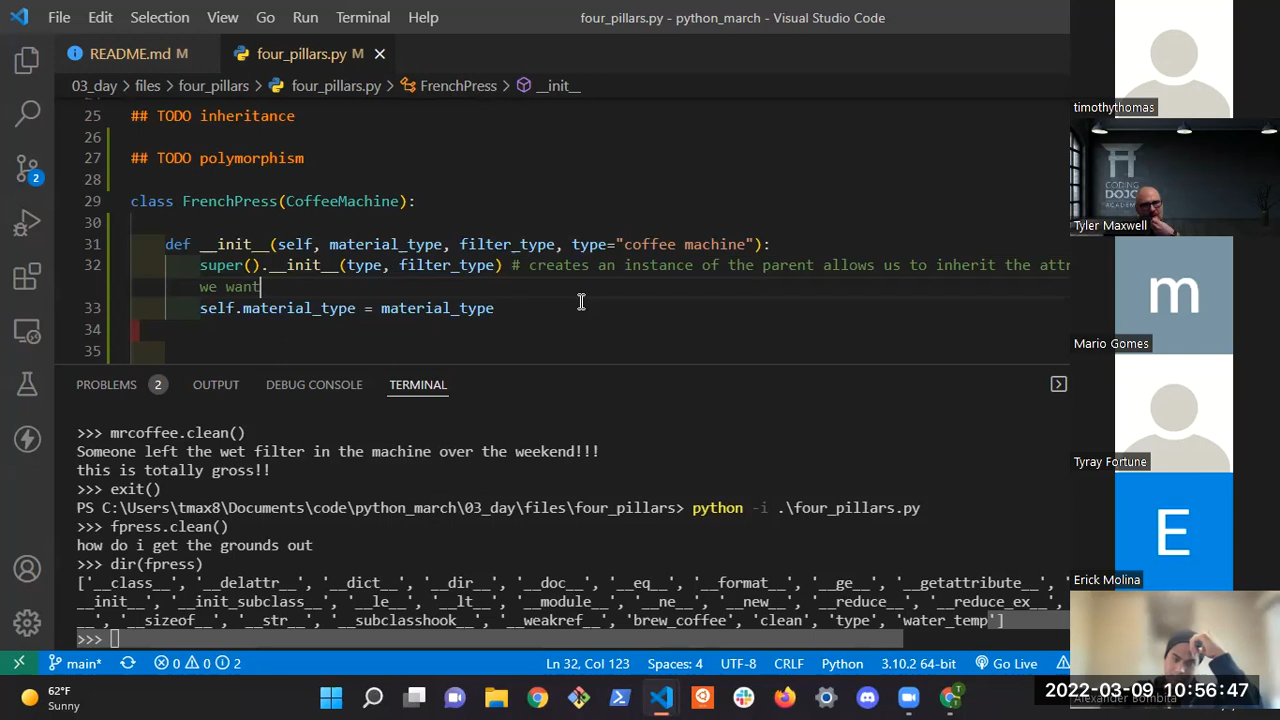 File Edit Selection View Go Run Terminal Help four_pillars.py - python_march - Visual Studio Code
README.md M four_pillars.py M
03_day > files > four_pillars > four_pillars.py > FrenchPress > __init__
25 ## TODO inheritance
26
27 ## TODO polymorphism
28
29 class FrenchPress(CoffeeMachine):
30
31 def __init__(self, material_type, filter_type, type="coffee machine"):
32 super().__init__(type, filter_type) # creates an instance of the parent allows us to inherit the attr
we want
33 self.material_type = material_type
34
35
2
PROBLEMS 2 OUTPUT DEBUG CONSOLE TERMINAL
>>> mrcoffee.clean()
Someone left the wet filter in the machine over the weekend!!!
this is totally gross!!
>>> exit()
PS C:\Users\tmax8\Documents\code\python_march\03_day\files\four_pillars> python -i .\four_pillars.py
>>> fpress.clean()
how do i get the grounds out
>>> dir(fpress)
['__class__', '__delattr__', '__dict__', '__dir__', '__doc__', '__eq__', '__format__', '__ge__', '__getattribute__', '
__init__', '__init_subclass__', '__le__', '__lt__', '__module__', '__ne__', '__new__', '__reduce__', '__reduce_ex__',
__', '__sizeof__', '__str__', '__subclasshook__', '__weakref__', 'brew_coffee', 'clean', 'type', 'water_temp']
>>>
main* 0 0 2 Ln 32, Col 123 Spaces: 4 UTF-8 CRLF Python 3.10.2 64-bit Go Live
62°F
Sunny
timothythomas
CODING
DOJO
ACADEMY
Tyler Maxwell
m
Mario Gomes
Tyray Fortune
E
Erick Molina
Alexander Bombita
2022-03-09 10:56:47